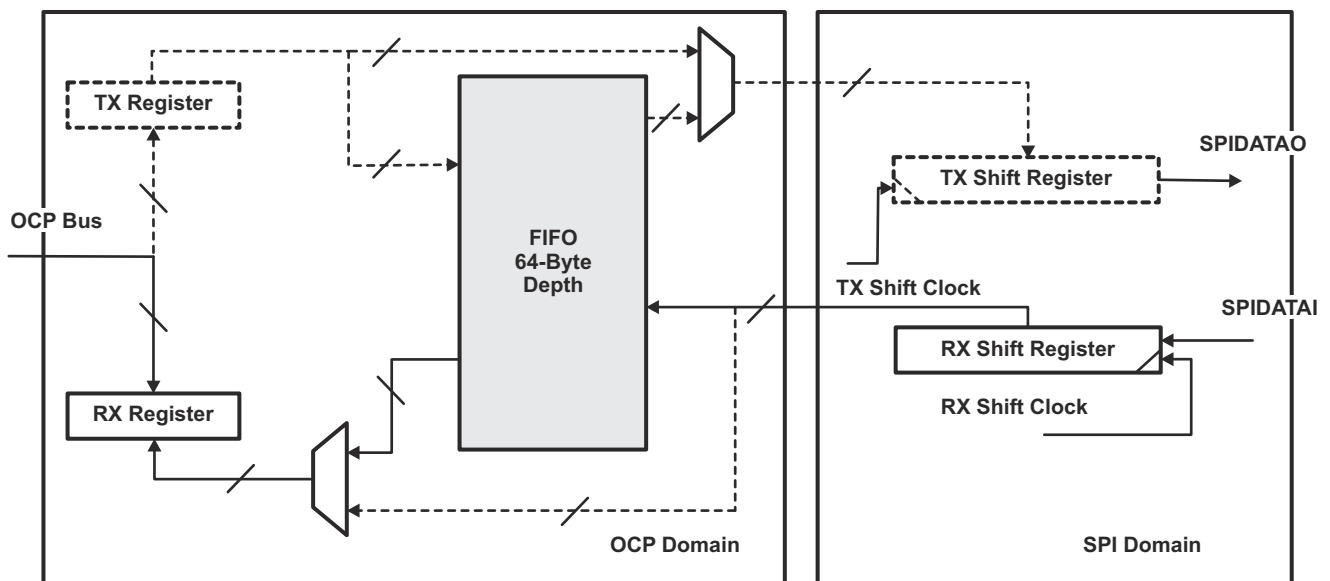 TX Register
SPIDATAO
TX Shift Register
OCP Bus
FIFO
64-Byte
Depth
TX Shift Clock
SPIDATAI
RX Shift Register
RX Register
RX Shift Clock
OCP Domain
SPI Domain